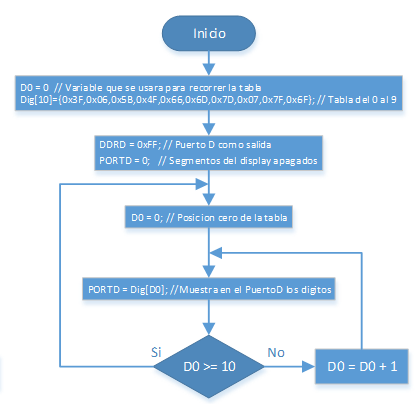 Inicio
D0 = 0 // Variable que se usara para recorrer la tabla
Dig[10]={0x3F,0x06,0x5B,0x4F,0x66,0x6D,0x7D,0x07,0x7F,0x6F}; // Tabla del 0 al 9
DDRD = 0xFF; // Puerto D como salida
PORTD = 0; // Segmentos del display apagados
D0 = 0; // Posicion cero de la tabla
PORTD = Dig[D0]; //Muestra en el PuertoD los digitos
Si
D0 >= 10
No
D0 = D0 + 1